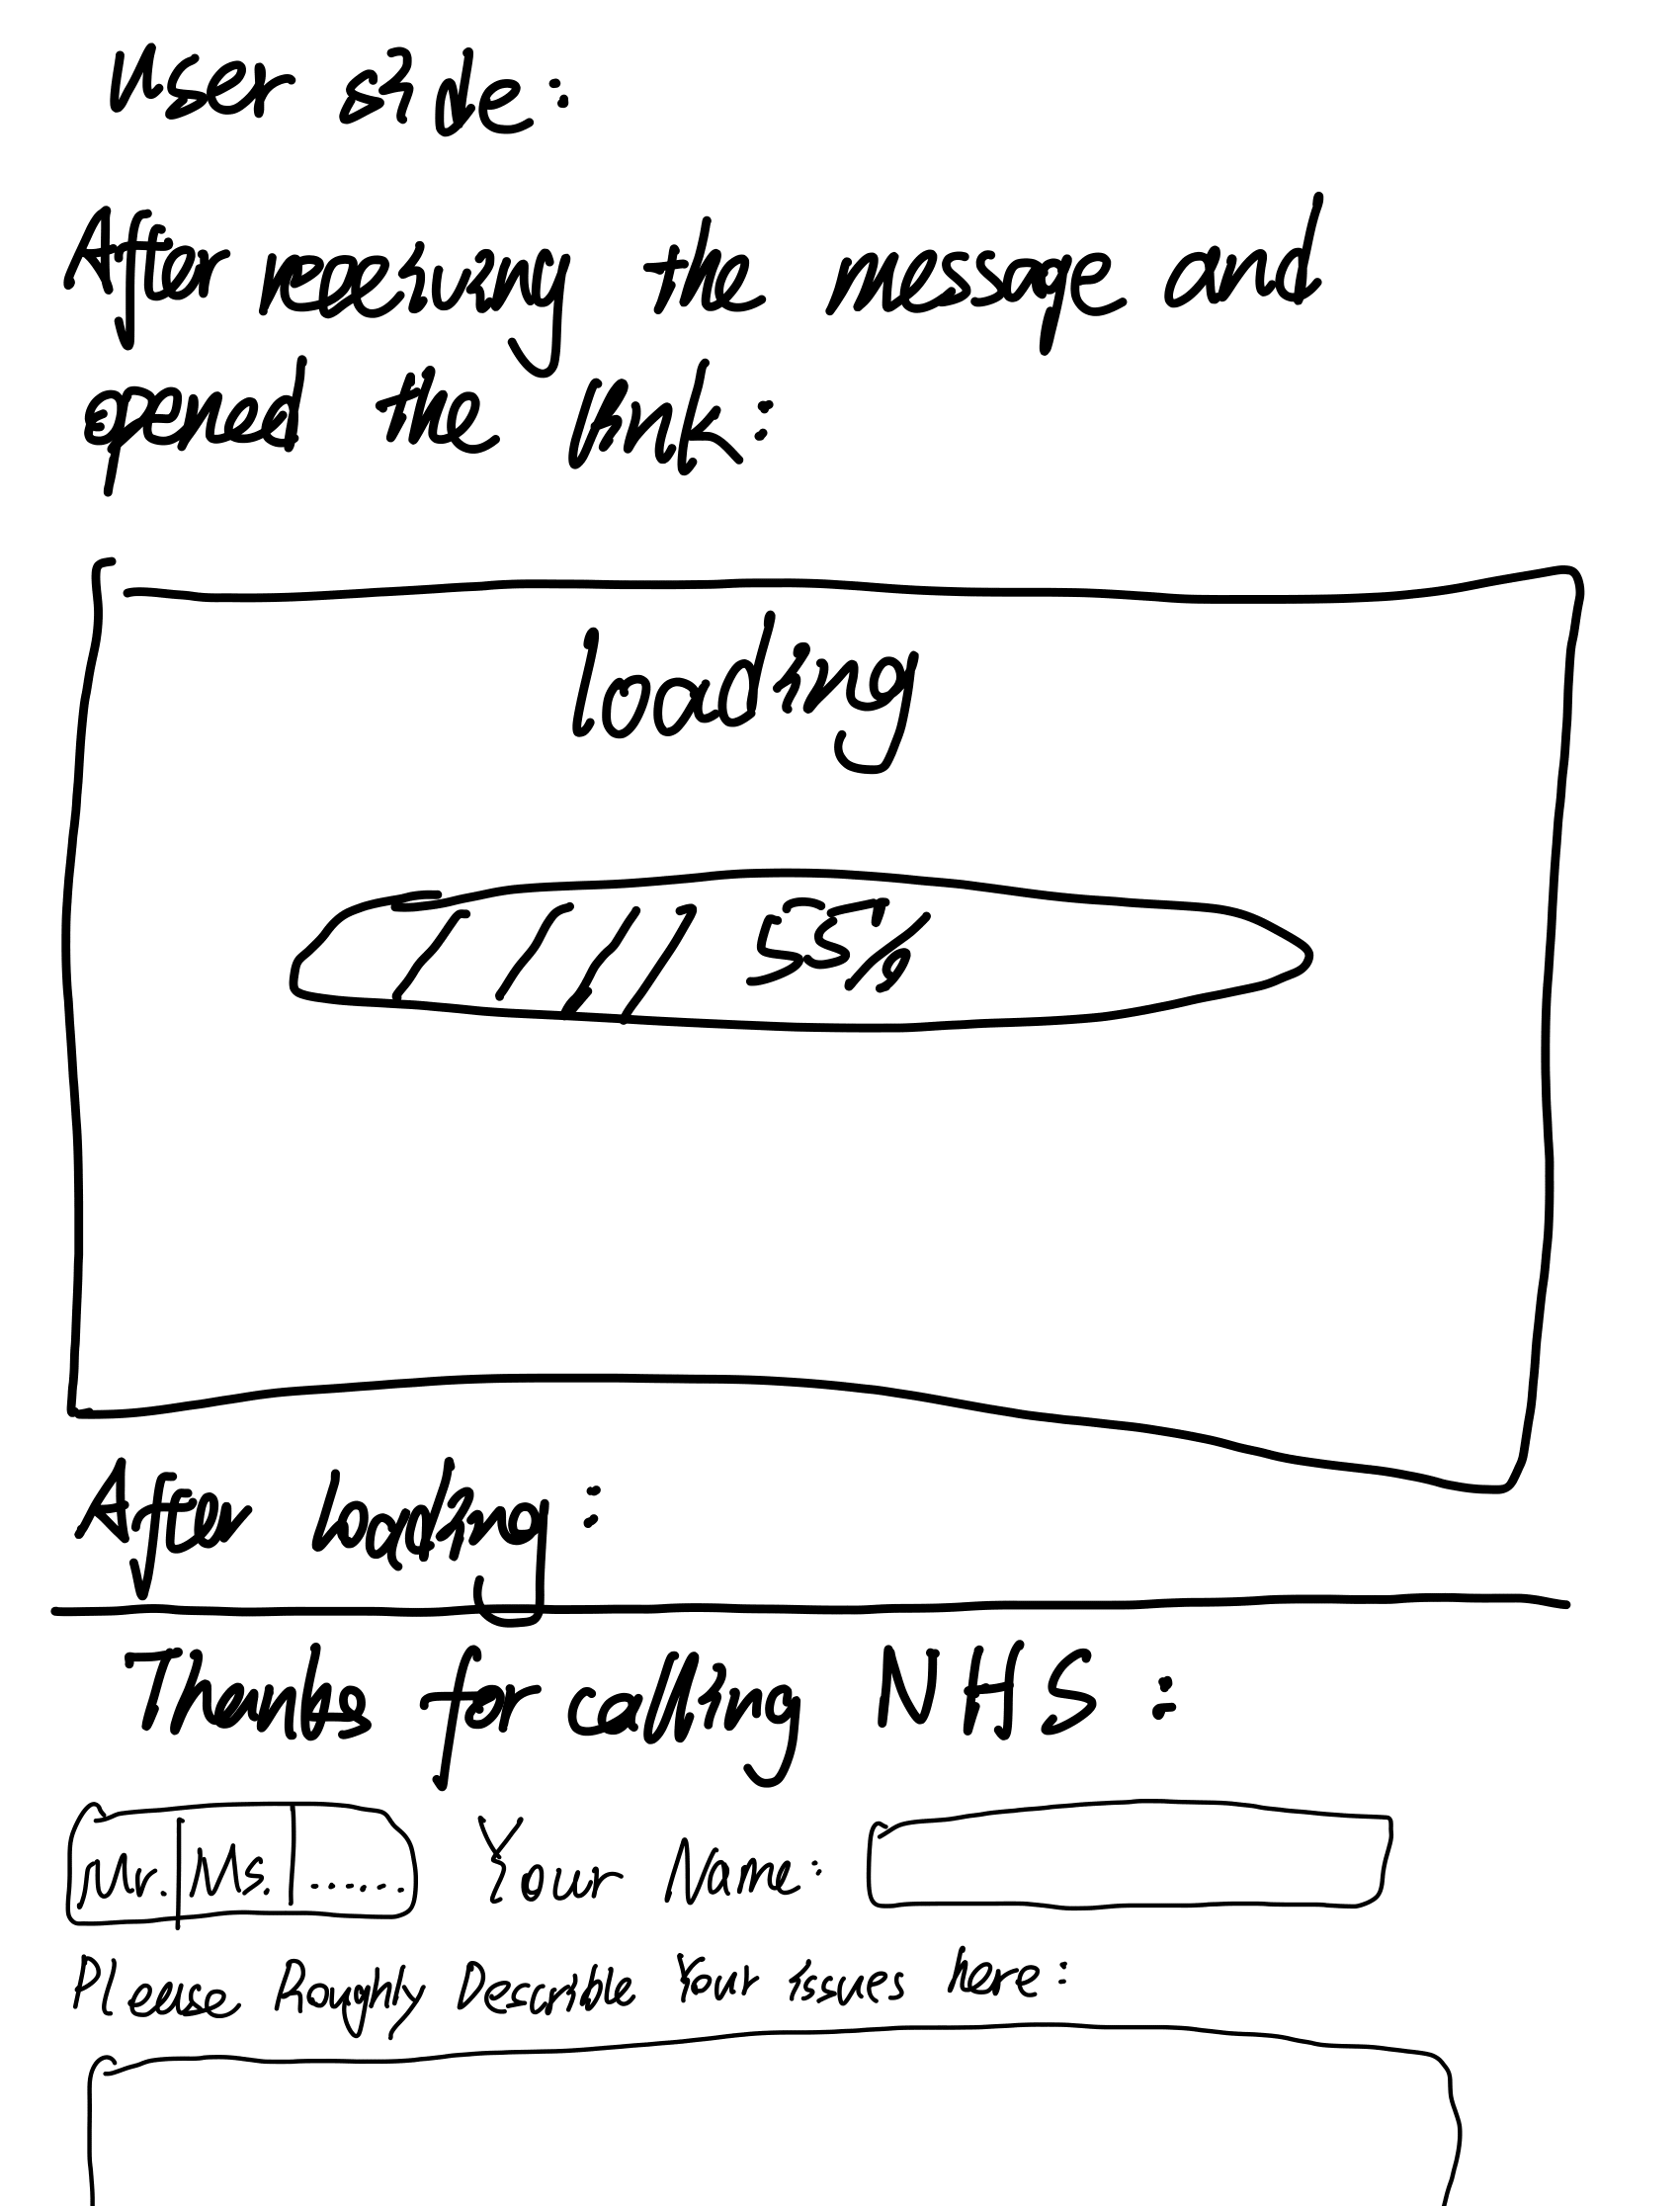 User side:
After receiving the message and
opened the link:
loading
55%
After loading:
Thanks for calling NHS:
Mr. Ms. ...... Your Name:
Please Roughly Describle Your issues here: